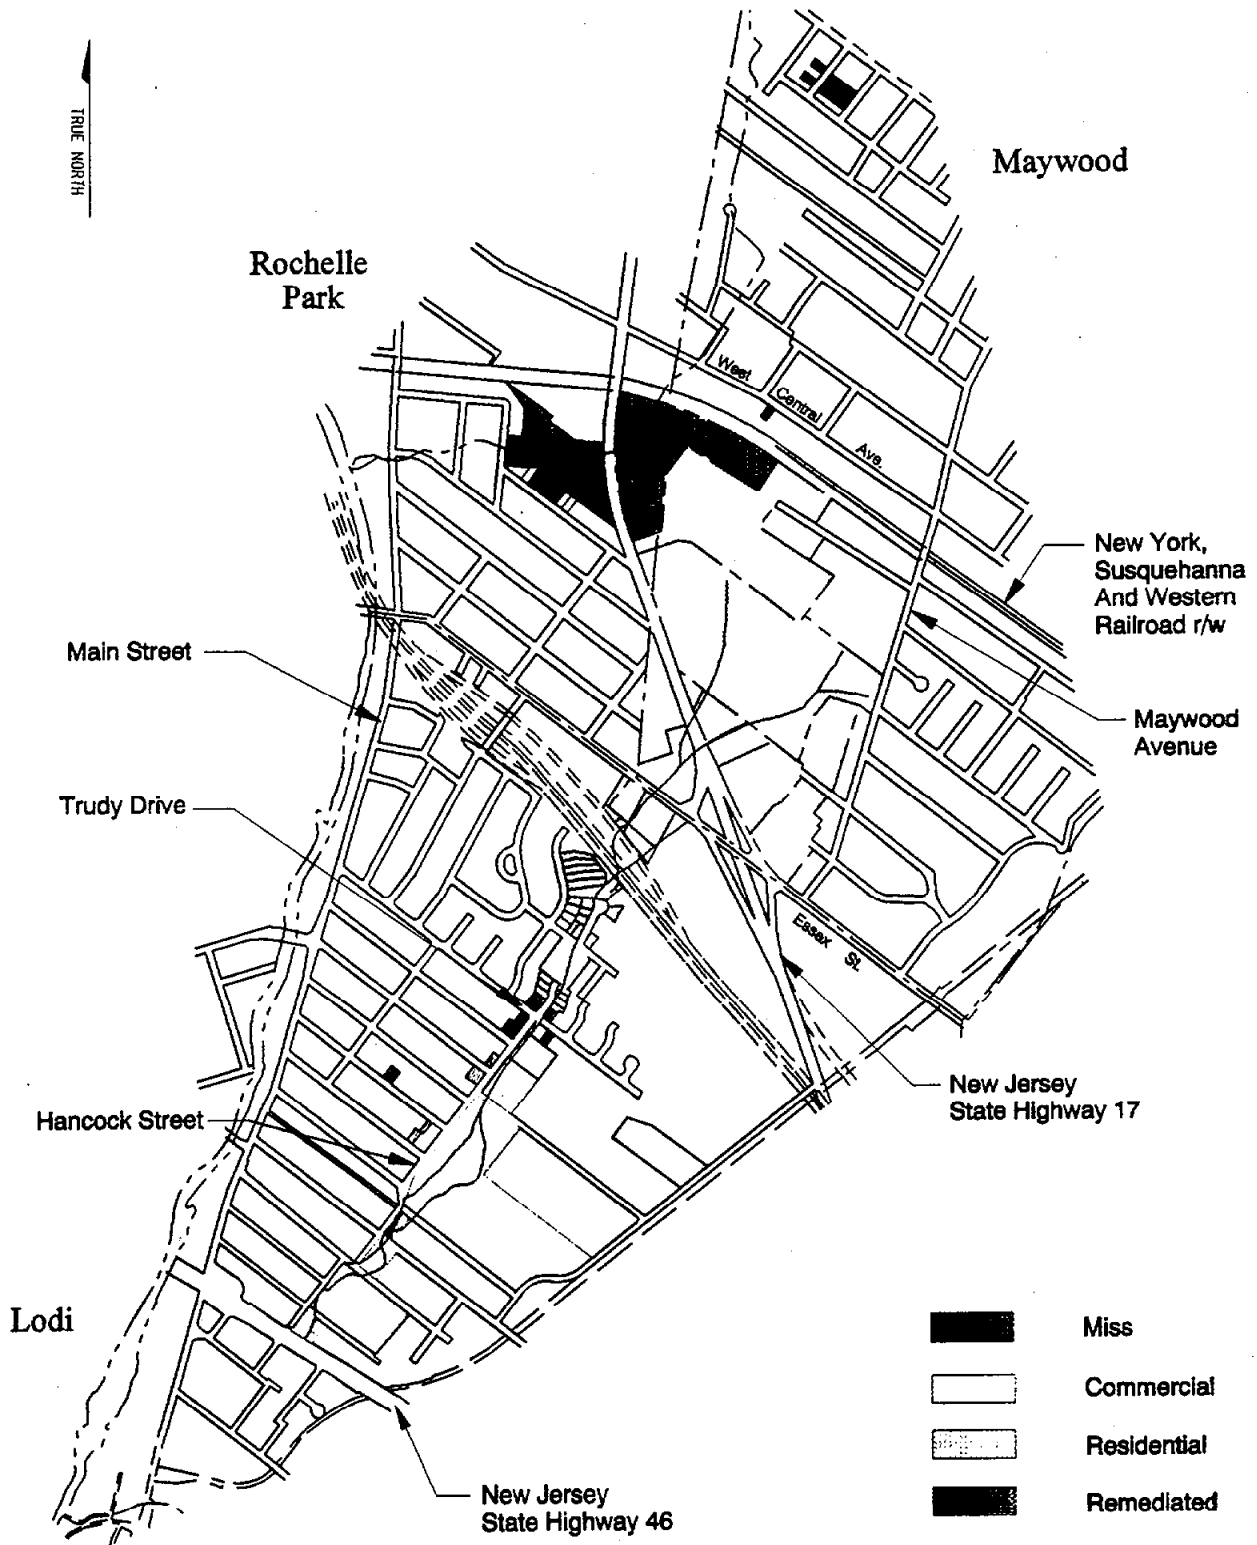 TRUE NORTH
Maywood
Rochelle
Park
West
Central
Ave.
New York,
Susquehanna
And Western
Railroad r/w
Main Street
Maywood
Avenue
Trudy Drive
Essex
St.
New Jersey
State Highway 17
Hancock Street
Lodi
Miss
Commercial
Residential
Remediated
New Jersey
State Highway 46